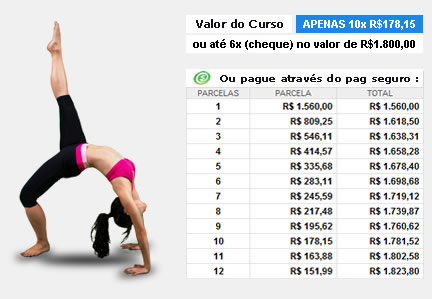 Valor do Curso APENAS 10x R$178,15
ou até 6x (cheque) no valor de R$1.800,00
Ou pague através do pag seguro :
PARCELAS PARCELA TOTAL
1 R$ 1.560,00 R$ 1.560,00
2 R$ 809,25 R$ 1.618,50
3 R$ 546,11 R$ 1.638,31
4 R$ 414,57 R$ 1.658,28
5 R$ 335,68 R$ 1.678,40
6 R$ 283,11 R$ 1.698,68
7 R$ 245,59 R$ 1.719,12
8 R$ 217,48 R$ 1.739,87
9 R$ 195,62 R$ 1.760,62
10 R$ 178,15 R$ 1.781,52
11 R$ 163,88 R$ 1.802,58
12 R$ 151,99 R$ 1.823,80